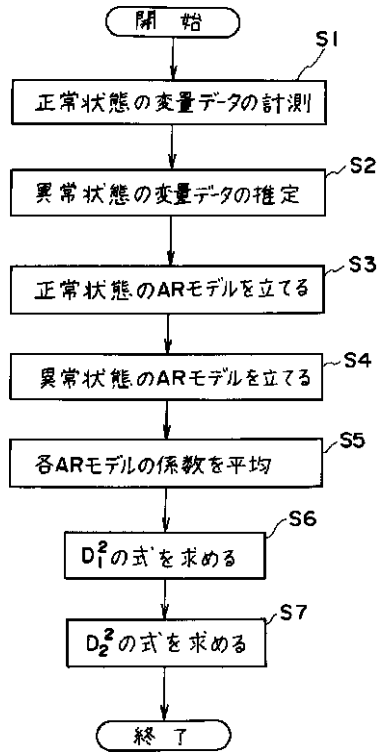 開始
S1
正常状態の変量データの計測
S2
異常状態の変量データの推定
S3
正常状態のARモデルを立てる
S4
異常状態のARモデルを立てる
S5
各ARモデルの係数を平均
S6
D₁²の式を求める
S7
D₂²の式を求める
終了